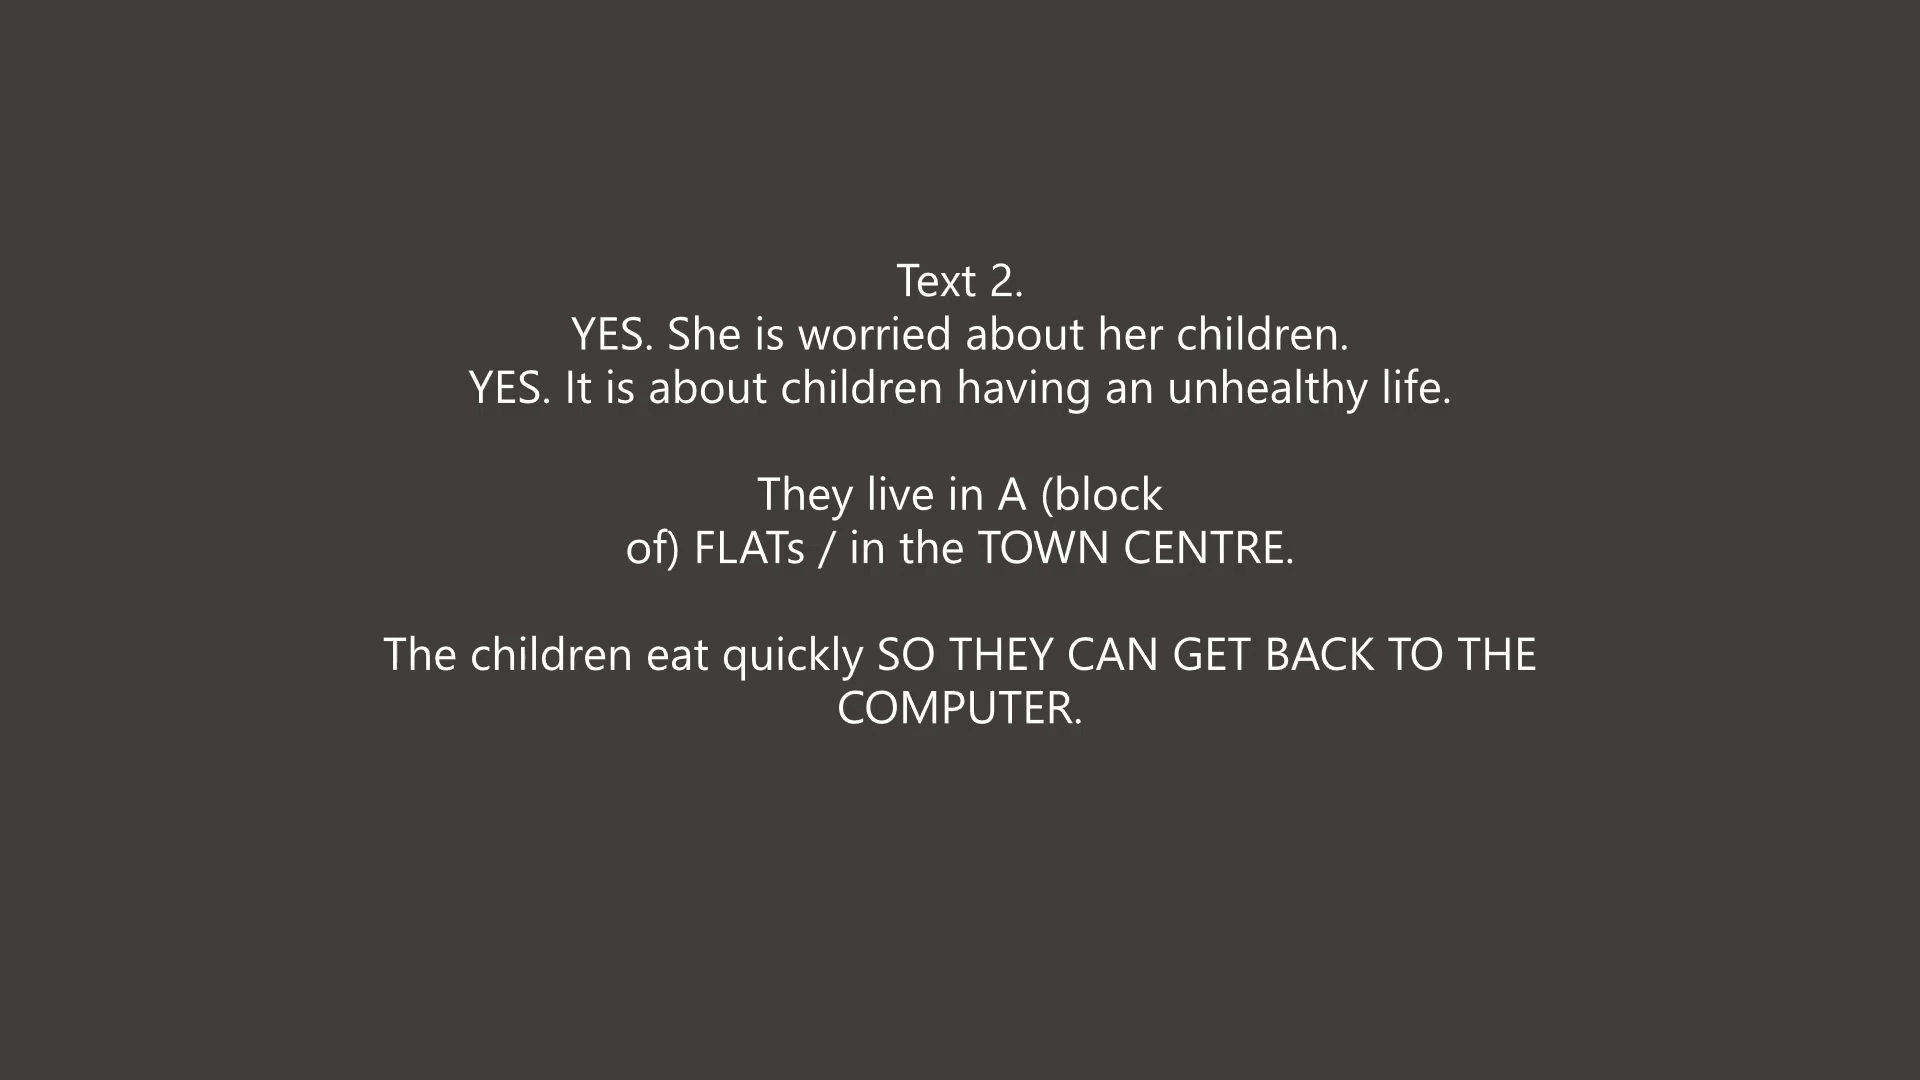 Text 2.
YES. She is worried about her children.
YES. It is about children having an unhealthy life.
They live in A (block
of) FLATs / in the TOWN CENTRE.
The children eat quickly SO THEY CAN GET BACK TO THE
COMPUTER.